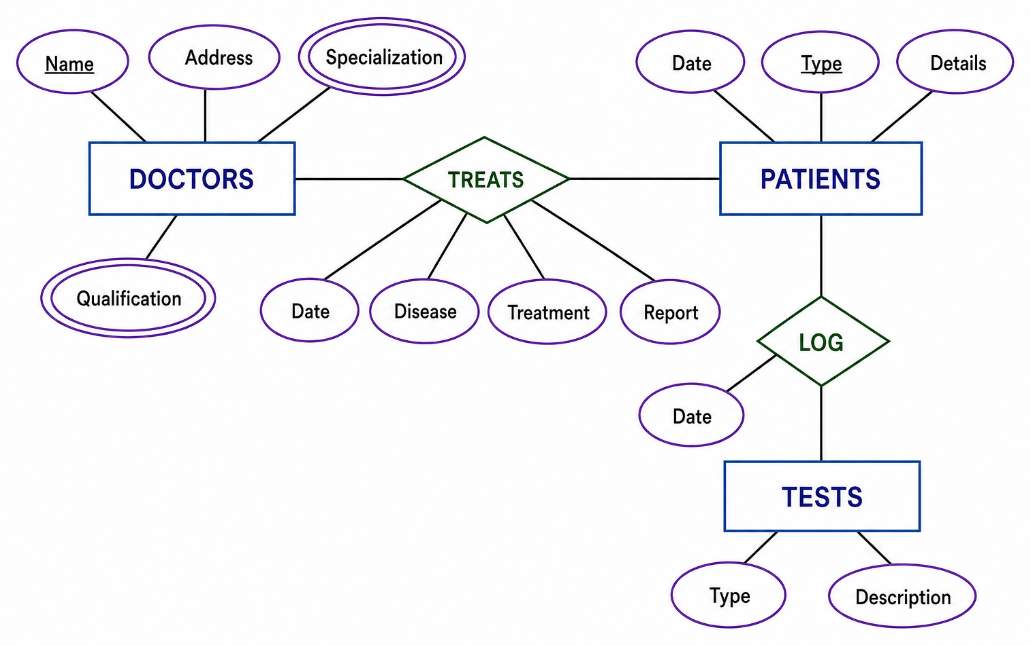 Name
Address
Specialization
Date
Type
Details
DOCTORS
TREATS
PATIENTS
Qualification
Date
Disease
Treatment
Report
LOG
Date
TESTS
Type
Description